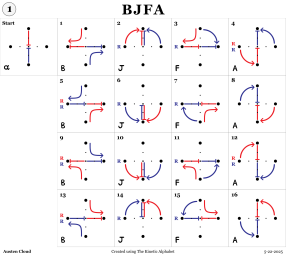 1 BJFA
Start 1 2 3 4
R
R R R
α B J F A
5 6 7 8
R
R R R
B J F A
9 10 11 12
R R
R R R R
B J F A
13 14 15 16
R
R R R
B J F A
Austen Cloud Created using The Kinetic Alphabet 5-22-2025